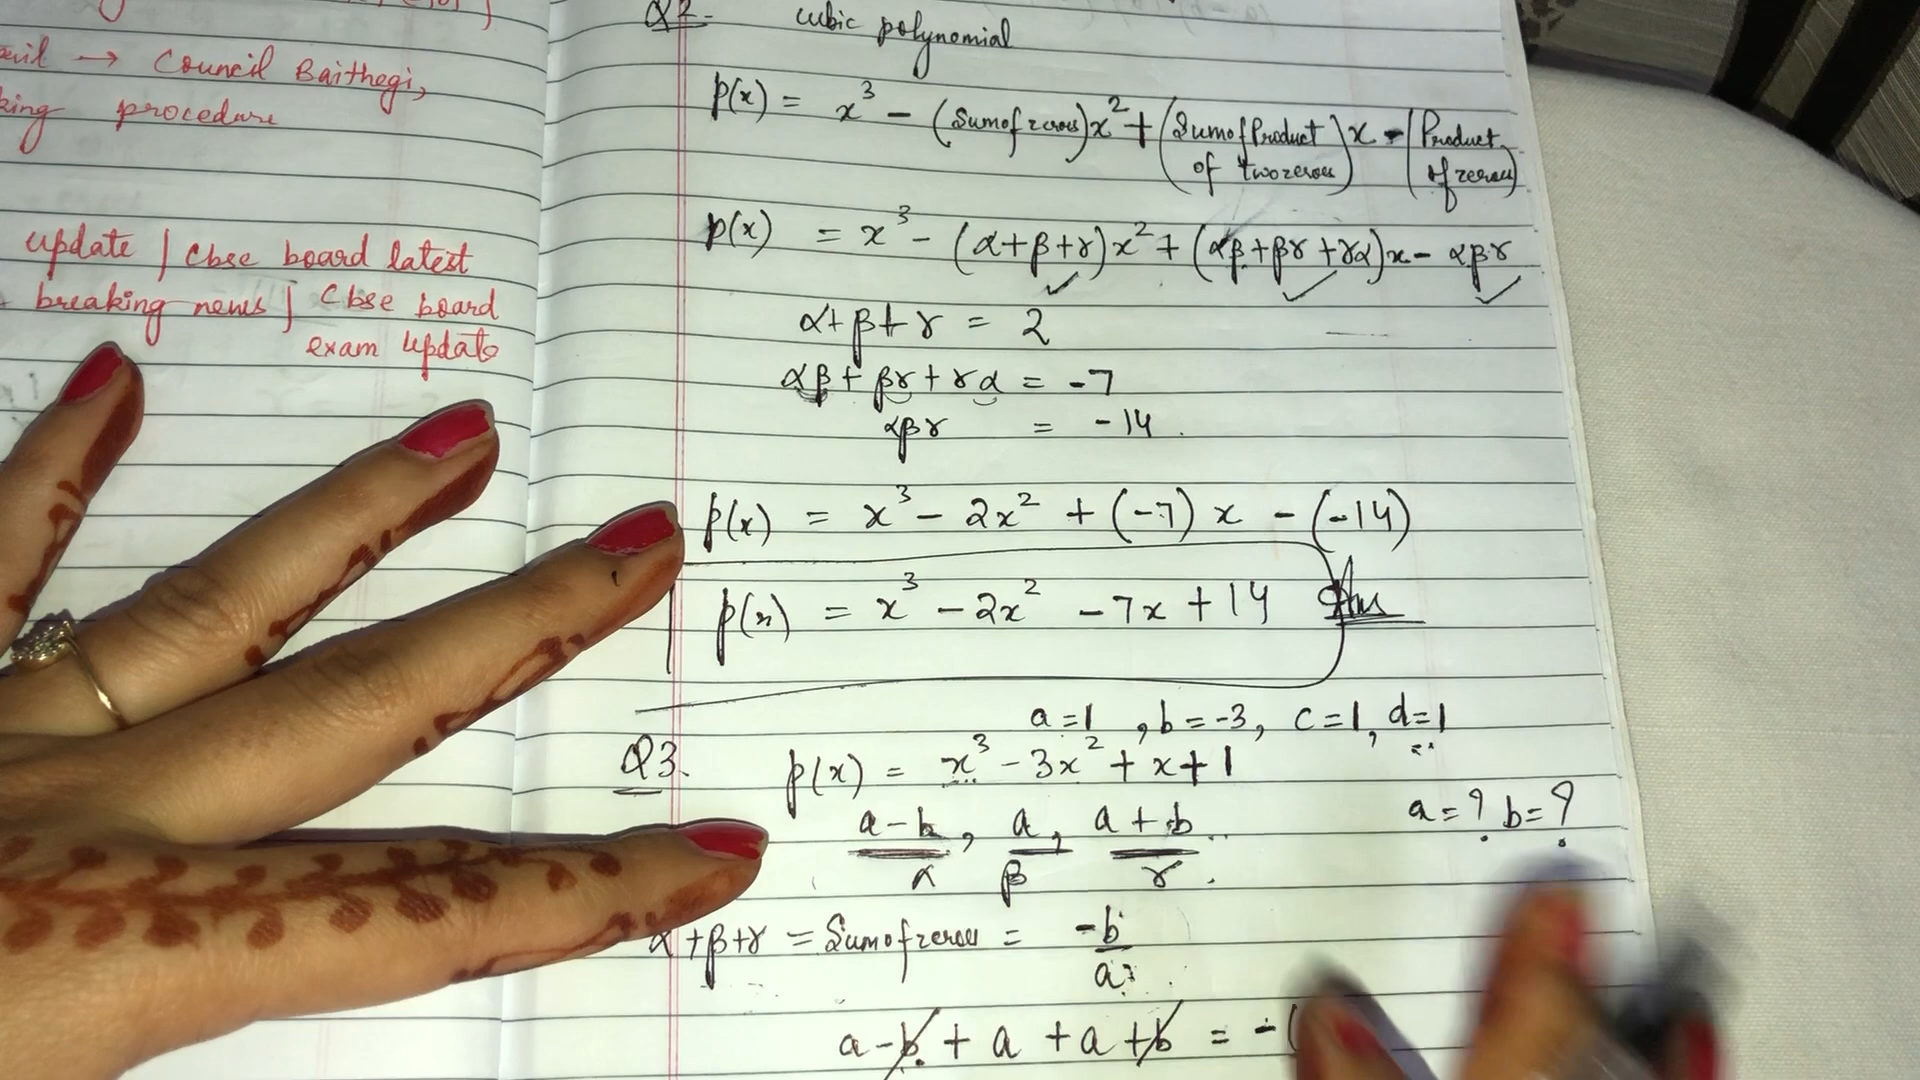 → Council Baithegi,
procedure
update | Cbse board latest
breaking news | Cbse board
exam update
Q2. cubic polynomial
p(x) = x³ - (Sum of zeroes)x² + (Sum of Product of two zeroes) x - (Product of zeroes)
p(x) = x³ - (α+β+γ)x² + (αβ+βγ+γα)x - αβγ
α+β+γ = 2
αβ + βγ + γα = -7
αβγ = -14.
p(x) = x³ - 2x² + (-7)x - (-14)
p(x) = x³ - 2x² - 7x + 14 Ans
a=1, b=-3, c=1, d=1
Q3. p(x) = x³ - 3x² + x + 1
a-b, a, a+b a=? b=?
α β γ.
α+β+γ = Sum of zeroes = -b/a
a-b + a + a+b = -(